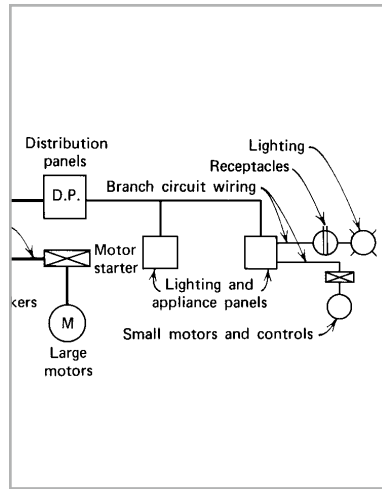 Distribution
panels
Lighting
Receptacles
D.P.
Branch circuit wiring
Motor
starter
kers
Lighting and
appliance panels
M
Small motors and controls
Large
motors